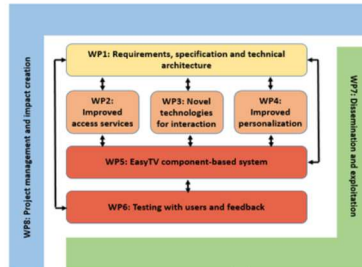 WP8: Project management and impact creation
WP1: Requirements, specification and technical
architecture
WP2:
Improved
access services
WP3: Novel
technologies
for interaction
WP4:
Improved
personalization
WP5: EasyTV component-based system
WP6: Testing with users and feedback
WP7: Dissemination and
exploitation